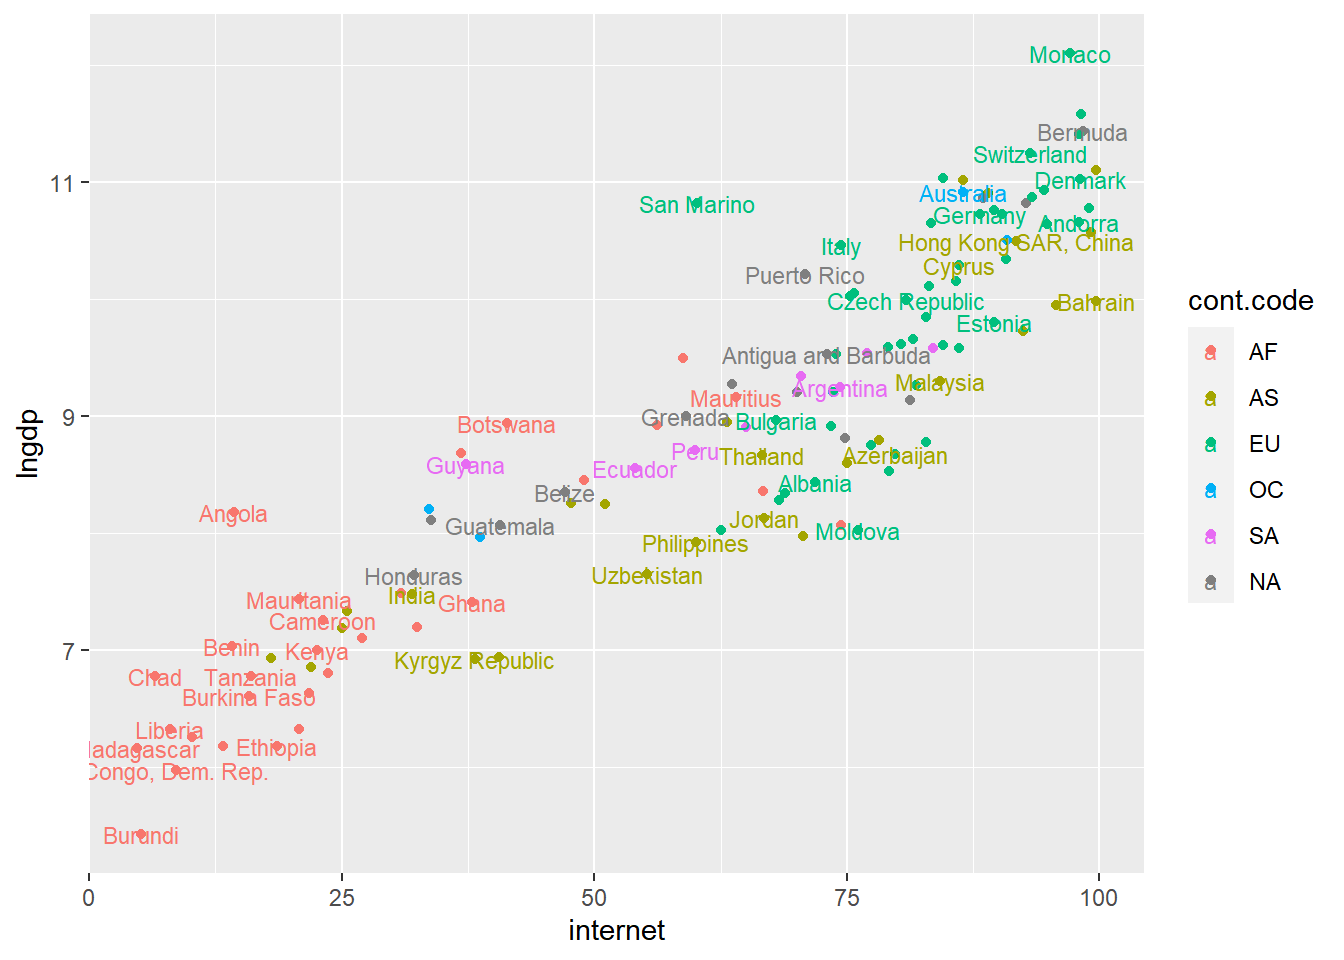 Monaco
Bermuda
Switzerland
Denmark
Australia
San Marino
Germany
Andorra
Italy
Hong Kong SAR, China
Cyprus
Puerto Rico
Czech Republic
Bahrain
Estonia
Antigua and Barbuda
Malaysia
Argentina
Mauritius
Grenada
Bulgaria
Botswana
Peru
Thailand
Azerbaijan
Guyana
Ecuador
Albania
Belize
Angola
Jordan
Guatemala
Moldova
Philippines
Honduras
Uzbekistan
India
Mauritania
Ghana
Cameroon
Benin
Kenya
Kyrgyz Republic
Chad
Tanzania
Burkina Faso
Liberia
Ethiopia
adagascar
Congo, Dem. Rep.
Burundi
11
9
7
lngdp
0 25 50 75 100
internet
cont.code
a AF
a AS
a EU
a OC
a SA
a NA